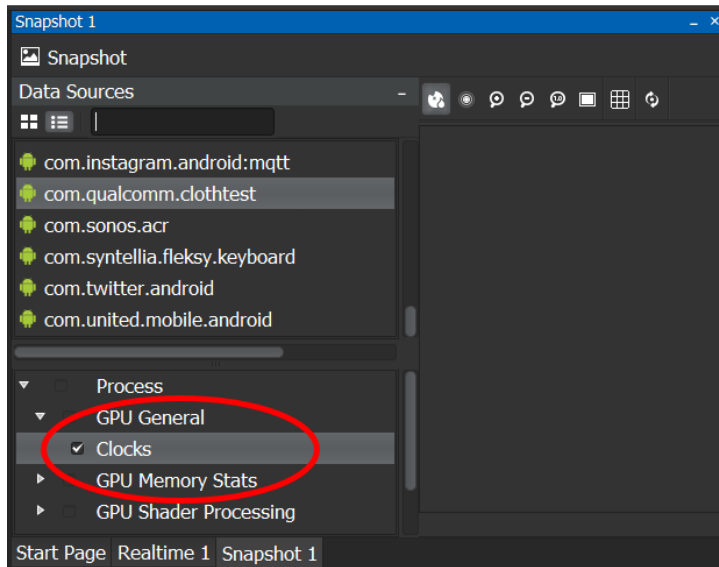 Snapshot 1
Snapshot
Data Sources
com.instagram.android:mqtt
com.qualcomm.clothtest
com.sonos.acr
com.syntellia.fleksy.keyboard
com.twitter.android
com.united.mobile.android
Process
GPU General
Clocks
GPU Memory Stats
GPU Shader Processing
Start Page Realtime 1 Snapshot 1